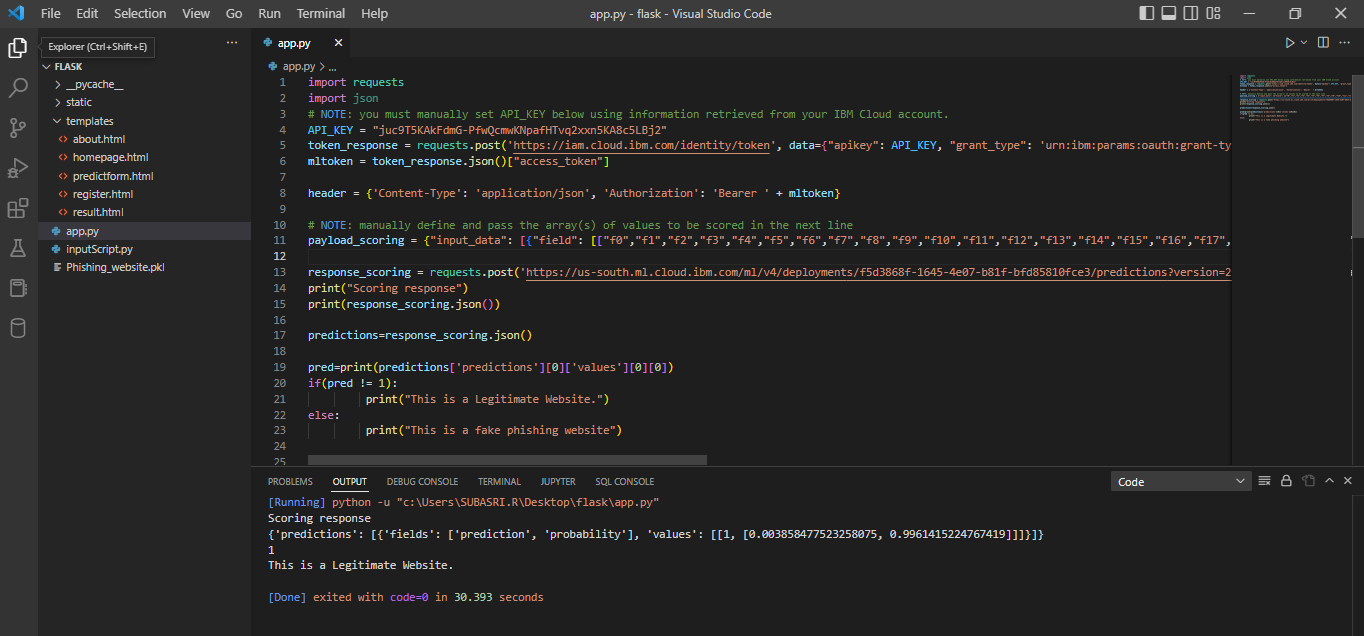 File Edit Selection View Go Run Terminal Help app.py - flask - Visual Studio Code
Explorer (Ctrl+Shift+E)
FLASK
__pycache__
static
templates
about.html
homepage.html
predictform.html
register.html
result.html
app.py
inputScript.py
Phishing_website.pkl
app.py
app.py > ...
1 import requests
2 import json
3 # NOTE: you must manually set API_KEY below using information retrieved from your IBM Cloud account.
4 API_KEY = "juc9T5KAkFdmG-PfwQcmwKNpafHTvq2xxn5KA8c5LBj2"
5 token_response = requests.post('https://iam.cloud.ibm.com/identity/token', data={"apikey": API_KEY, "grant_type": 'urn:ibm:params:oauth:grant-ty
6 mltoken = token_response.json()["access_token"]
7
8 header = {'Content-Type': 'application/json', 'Authorization': 'Bearer ' + mltoken}
9
10 # NOTE: manually define and pass the array(s) of values to be scored in the next line
11 payload_scoring = {"input_data": [{"field": [["f0","f1","f2","f3","f4","f5","f6","f7","f8","f9","f10","f11","f12","f13","f14","f15","f16","f17",
12
13 response_scoring = requests.post('https://us-south.ml.cloud.ibm.com/ml/v4/deployments/f5d3868f-1645-4e07-b81f-bfd85810fce3/predictions?version=2
14 print("Scoring response")
15 print(response_scoring.json())
16
17 predictions=response_scoring.json()
18
19 pred=print(predictions['predictions'][0]['values'][0][0])
20 if(pred != 1):
21 print("This is a Legitimate Website.")
22 else:
23 print("This is a fake phishing website")
24
25
PROBLEMS OUTPUT DEBUG CONSOLE TERMINAL JUPYTER SQL CONSOLE Code
[Running] python -u "c:\Users\SUBASRI.R\Desktop\flask\app.py"
Scoring response
{'predictions': [{'fields': ['prediction', 'probability'], 'values': [[1, [0.003858477523258075, 0.9961415224767419]]]}]}
1
This is a Legitimate Website.
[Done] exited with code=0 in 30.393 seconds